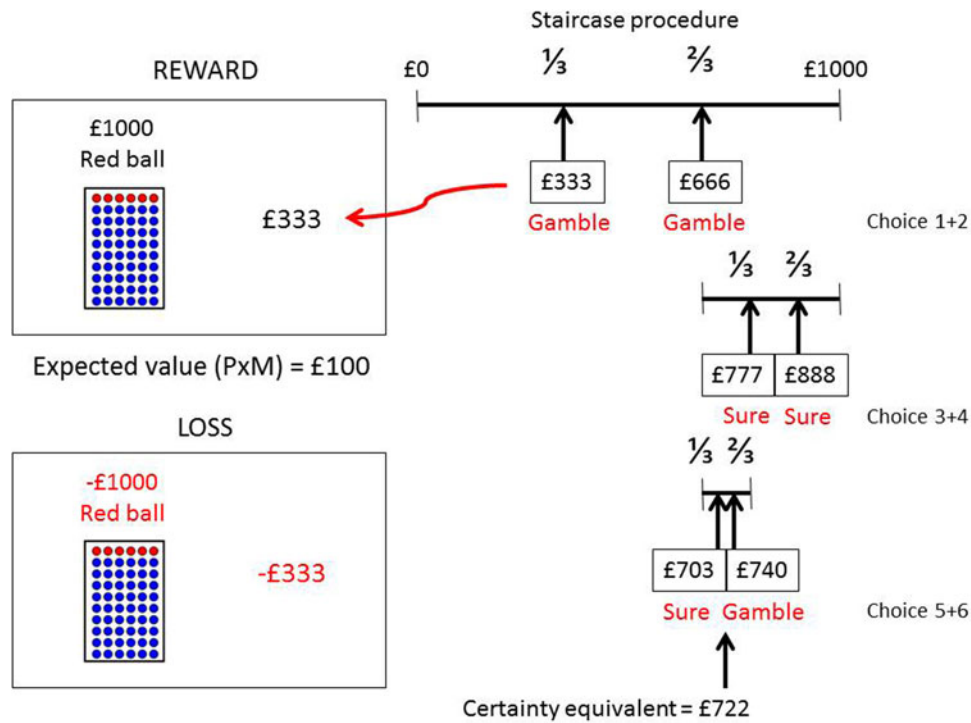 Staircase procedure
REWARD
£0 ⅓ ⅔ £1000
£1000
Red ball
£333
£333 £666
Gamble Gamble
Choice 1+2
Expected value (PxM) = £100
⅓ ⅔
£777 £888
Sure Sure
Choice 3+4
LOSS
-£1000
Red ball
-£333
⅓ ⅔
£703 £740
Sure Gamble
Choice 5+6
Certainty equivalent = £722